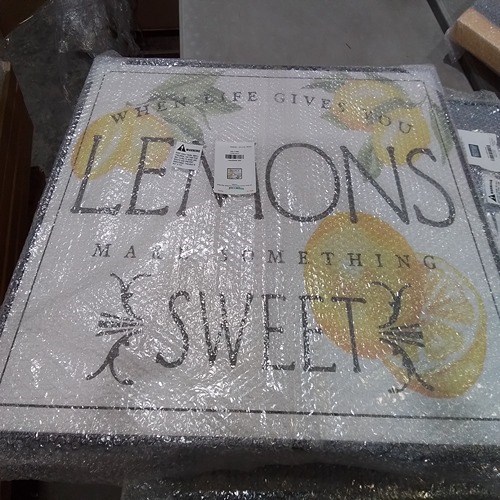 WHEN LIFE GIVES YOU
LEMONS
MAKE SOMETHING
SWEET